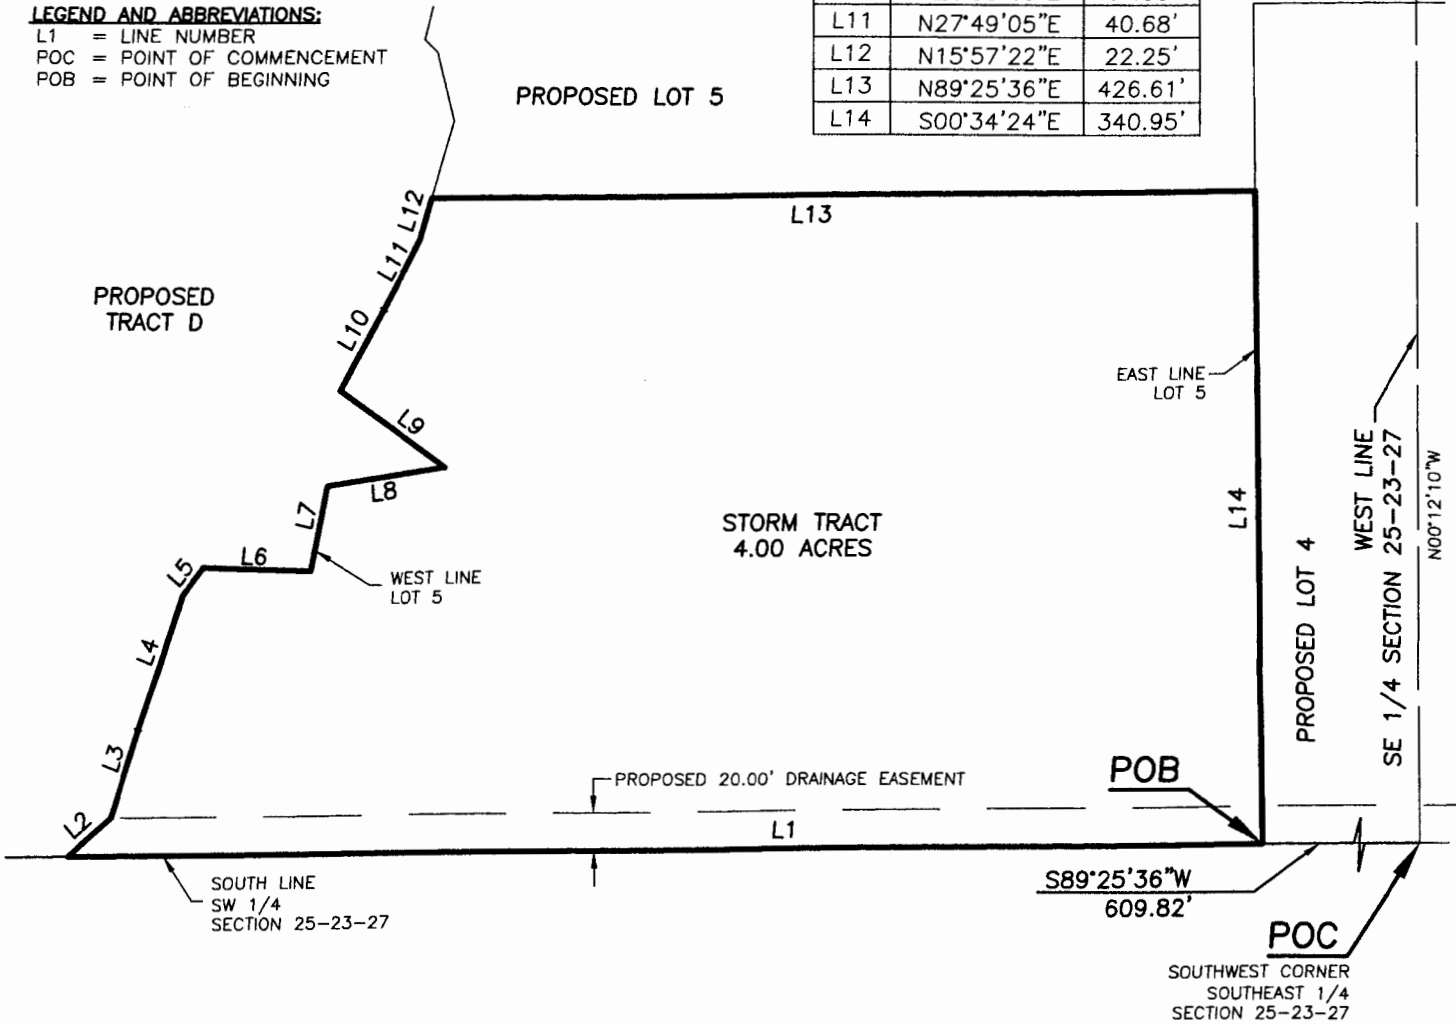 LEGEND AND ABBREVIATIONS:
L1 = LINE NUMBER
POC = POINT OF COMMENCEMENT
POB = POINT OF BEGINNING
L11 N27°49'05"E 40.68'
L12 N15°57'22"E 22.25'
L13 N89°25'36"E 426.61'
L14 S00°34'24"E 340.95'
PROPOSED LOT 5
L12
L13
L11
PROPOSED
TRACT D
L10
EAST LINE
LOT 5
L9
L8
L7
L14
STORM TRACT
4.00 ACRES
L6
L5
WEST LINE
LOT 5
WEST LINE
SE 1/4 SECTION 25-23-27
N00°12'10"W
PROPOSED LOT 4
L4
L3
PROPOSED 20.00' DRAINAGE EASEMENT
POB
L2
L1
SOUTH LINE
SW 1/4
SECTION 25-23-27
S89°25'36"W
609.82'
POC
SOUTHWEST CORNER
SOUTHEAST 1/4
SECTION 25-23-27